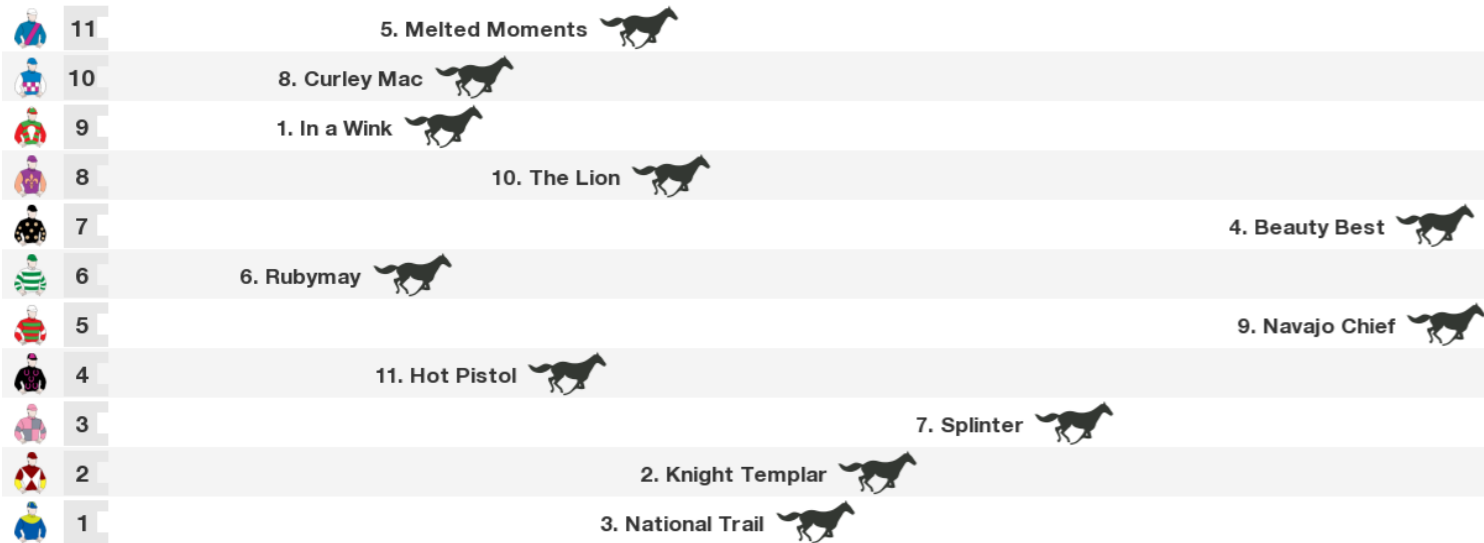 11 5. Melted Moments
10 8. Curley Mac
9 1. In a Wink
8 10. The Lion
7 4. Beauty Best
6 6. Rubymay
5 9. Navajo Chief
4 11. Hot Pistol
3 7. Splinter
2 2. Knight Templar
1 3. National Trail